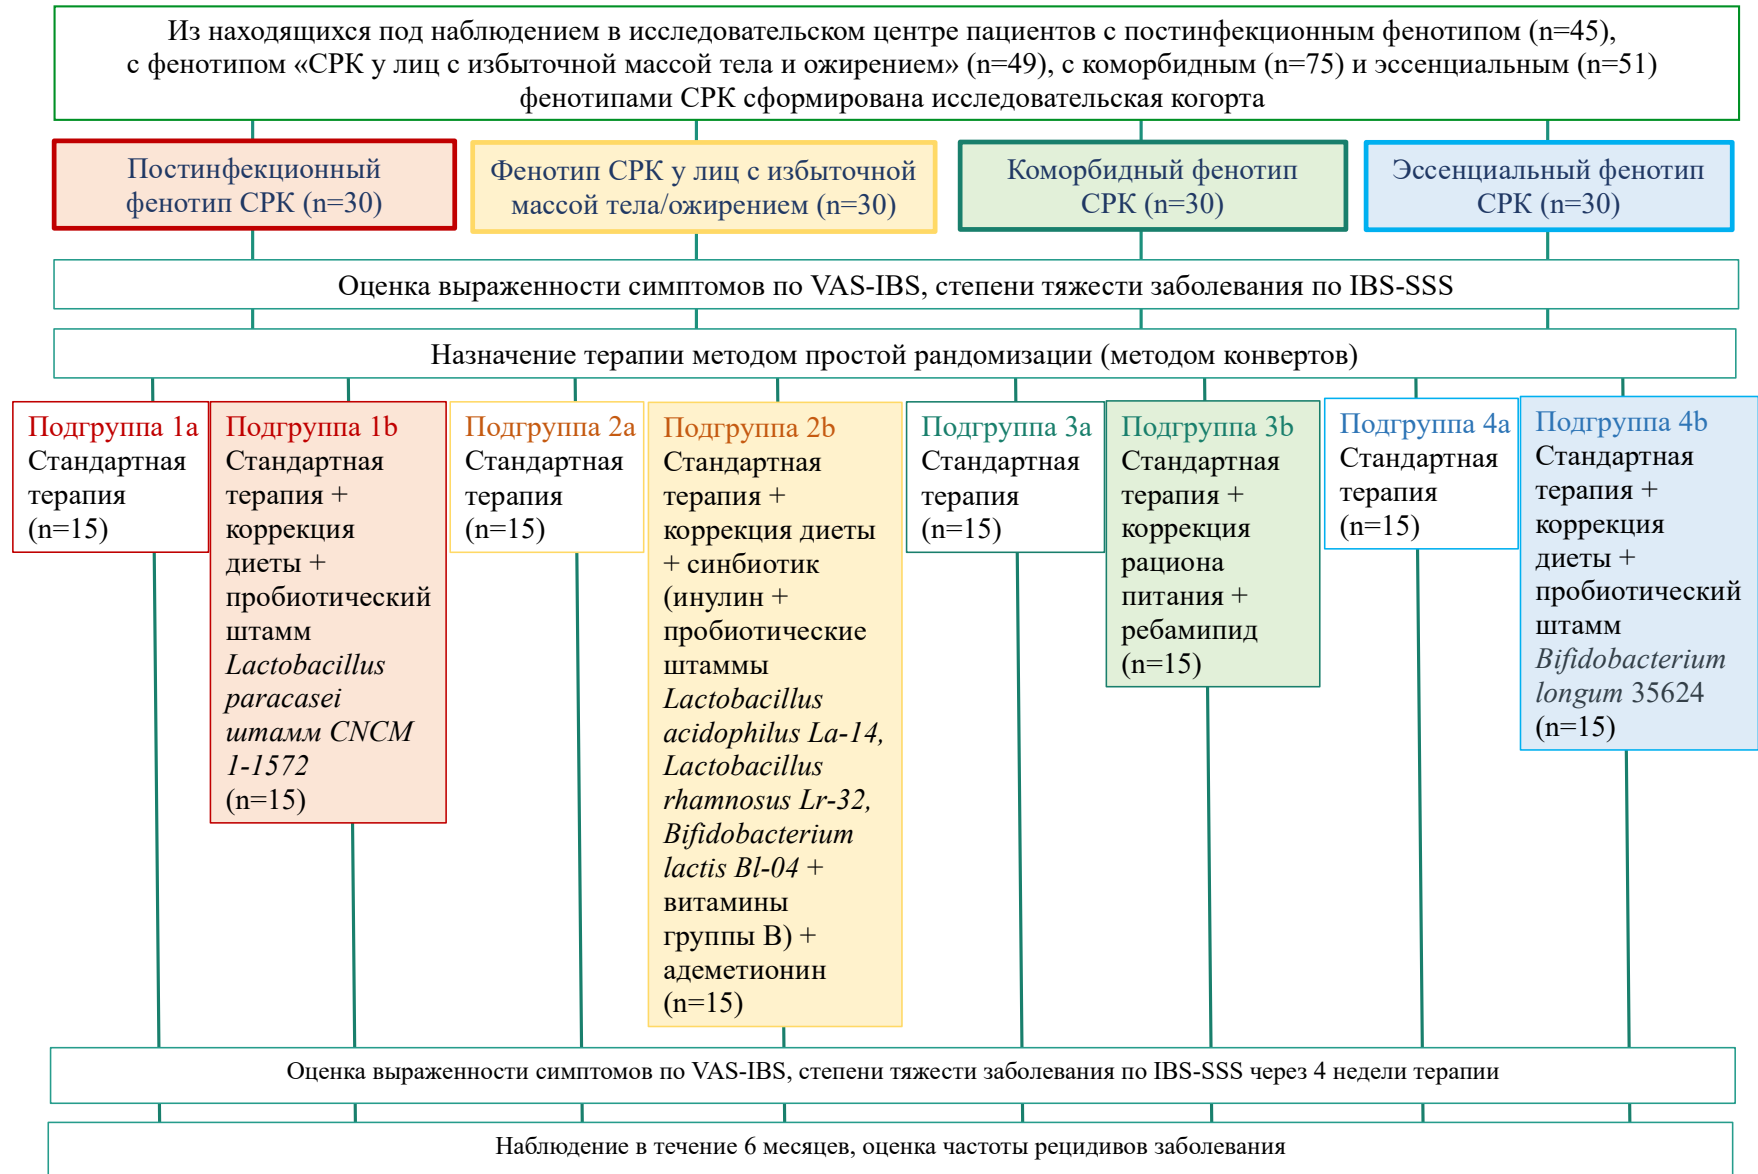 Из находящихся под наблюдением в исследовательском центре пациентов с постинфекционным фенотипом (n=45),
с фенотипом «СРК у лиц с избыточной массой тела и ожирением» (n=49), с коморбидным (n=75) и эссенциальным (n=51)
фенотипами СРК сформирована исследовательская когорта
Постинфекционный
фенотип СРК (n=30)
Фенотип СРК у лиц с избыточной
массой тела/ожирением (n=30)
Коморбидный фенотип
СРК (n=30)
Эссенциальный фенотип
СРК (n=30)
Оценка выраженности симптомов по VAS-IBS, степени тяжести заболевания по IBS-SSS
Назначение терапии методом простой рандомизации (методом конвертов)
Подгруппа 1a
Стандартная
терапия
(n=15)
Подгруппа 1b
Стандартная
терапия +
коррекция
диеты +
пробиотический
штамм
Lactobacillus
paracasei
штамм CNCM
1-1572
(n=15)
Подгруппа 2a
Стандартная
терапия
(n=15)
Подгруппа 2b
Стандартная
терапия +
коррекция диеты
+ синбиотик
(инулин +
пробиотические
штаммы
Lactobacillus
acidophilus La-14,
Lactobacillus
rhamnosus Lr-32,
Bifidobacterium
lactis Bl-04 +
витамины
группы B) +
адеметионин
(n=15)
Подгруппа 3a
Стандартная
терапия
(n=15)
Подгруппа 3b
Стандартная
терапия +
коррекция
рациона
питания +
ребамипид
(n=15)
Подгруппа 4a
Стандартная
терапия
(n=15)
Подгруппа 4b
Стандартная
терапия +
коррекция
диеты +
пробиотический
штамм
Bifidobacterium
longum 35624
(n=15)
Оценка выраженности симптомов по VAS-IBS, степени тяжести заболевания по IBS-SSS через 4 недели терапии
Наблюдение в течение 6 месяцев, оценка частоты рецидивов заболевания